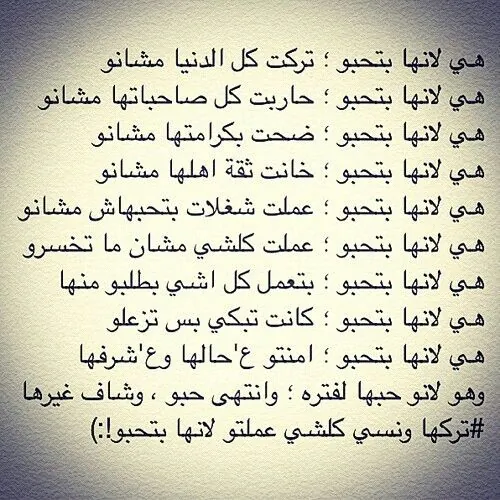 هي لانها بتحبو ؛ تركت كل الدنيا مشانو
هي لانها بتحبو ؛ حاربت كل صاحباتها مشانو
هي لانها بتحبو ؛ ضحت بكرامتها مشانو
هي لانها بتحبو ؛ خانت ثقة اهلها مشانو
هي لانها بتحبو ؛ عملت شغلات بتحبهاش مشانو
هي لانها بتحبو ؛ عملت كلشي مشان ما تخسرو
هي لانها بتحبو ؛ بتعمل كل اشي بطلبو منها
هي لانها بتحبو ؛ كانت تبكي بس تزعلو
هي لانها بتحبو ؛ امنتو ع'حالها وع'شرفها
وهو لانو حبها لفتره ؛ وانتهى حبو ، وشاف غيرها
#تركها ونسي كلشي عملتو لانها بتحبو!:)